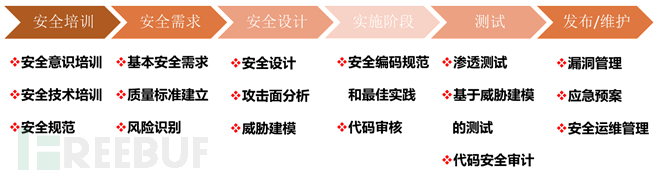 安全培训
安全需求
安全设计
实施阶段
测试
发布/维护
❖安全意识培训
❖安全技术培训
❖安全规范
❖基本安全需求
❖质量标准建立
❖风险识别
❖安全设计
❖攻击面分析
❖威胁建模
❖安全编码规范
和最佳实践
❖代码审核
❖渗透测试
❖基于威胁建模
的测试
❖代码安全审计
❖漏洞管理
❖应急预案
❖安全运维管理
FREEBUF